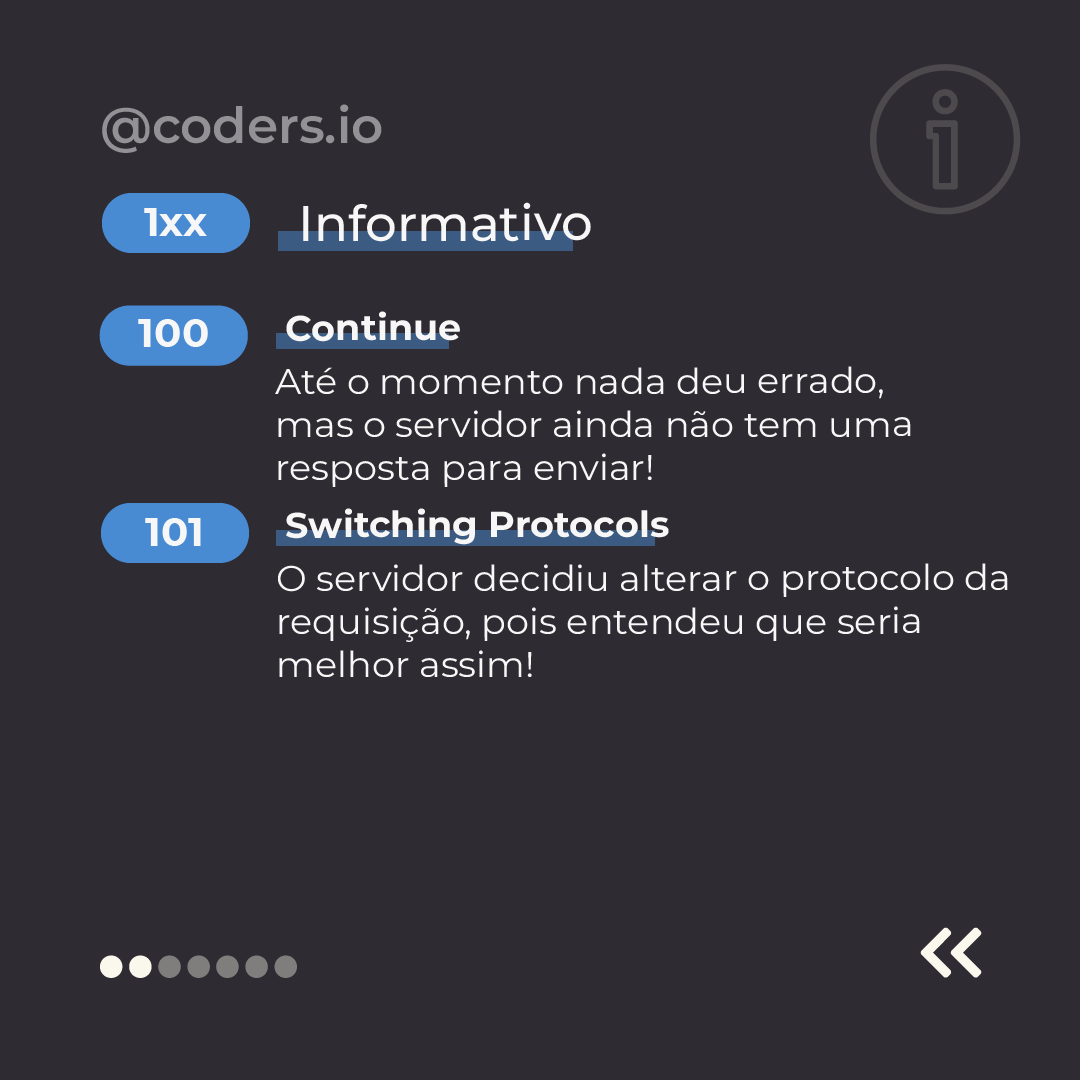 @coders.io
1xx Informativo
100 Continue
Até o momento nada deu errado,
mas o servidor ainda não tem uma
resposta para enviar!
101 Switching Protocols
O servidor decidiu alterar o protocolo da
requisição, pois entendeu que seria
melhor assim!